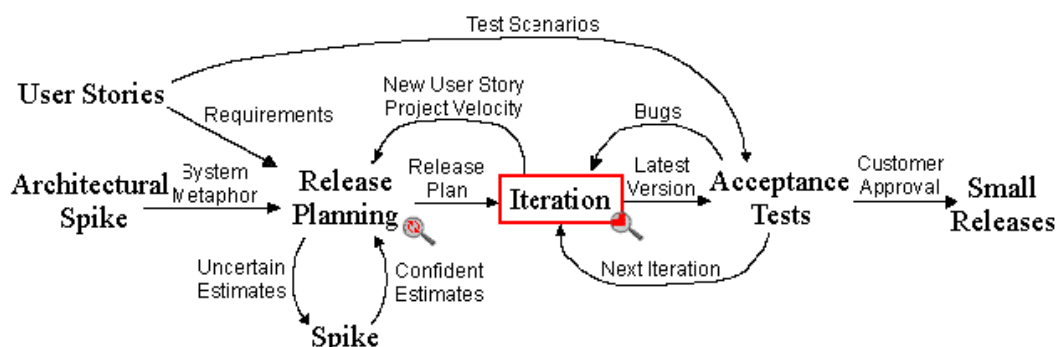 Test Scenarios
User Stories
New User Story
Project Velocity
Requirements
Bugs
Architectural
Spike
System
Metaphor
Release
Planning
Release
Plan
Iteration
Latest
Version
Acceptance
Tests
Customer
Approval
Small
Releases
Uncertain
Estimates
Confident
Estimates
Next Iteration
Spike